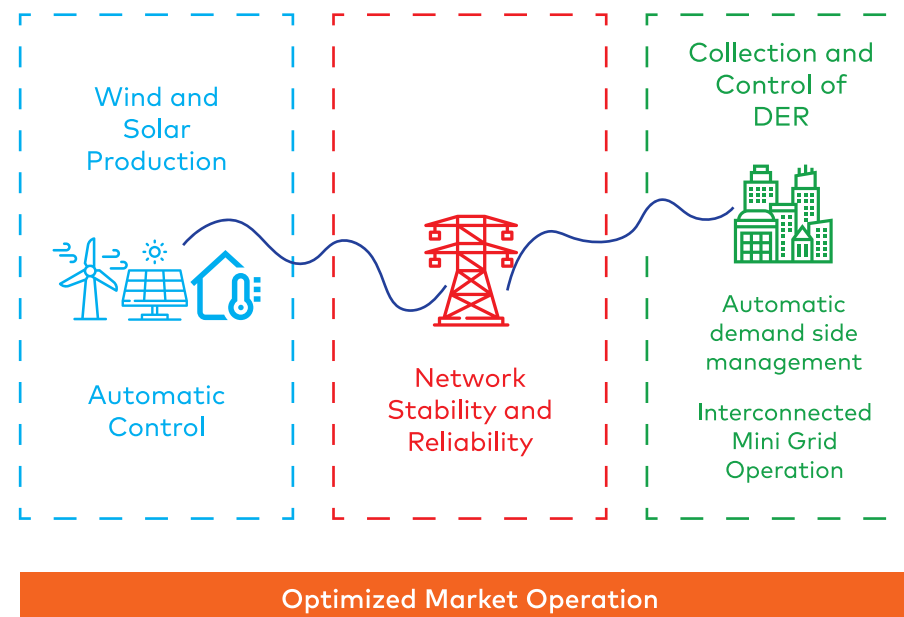 Wind and
Solar
Production
Automatic
Control
Network
Stability and
Reliability
Collection and
Control of
DER
Automatic
demand side
management
Interconnected
Mini Grid
Operation
Optimized Market Operation